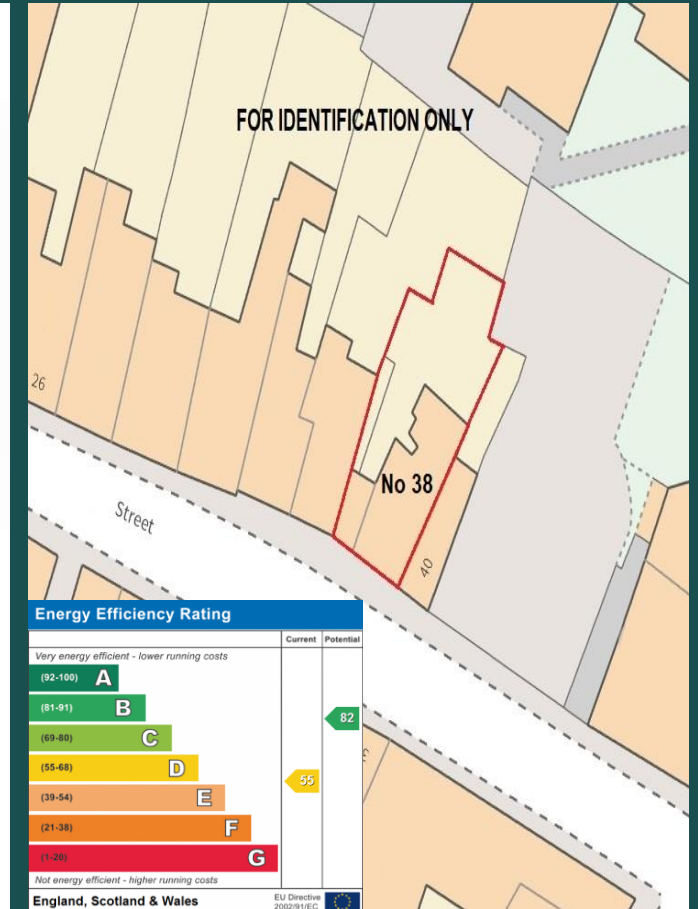 FOR IDENTIFICATION ONLY
26
No 38
Street
40
Energy Efficiency Rating
Current Potential
Very energy efficient - lower running costs
(92-100) A
(81-91) B
82
(69-80) C
(55-68) D
55
(39-54) E
(21-38) F
(1-20) G
Not energy efficient - higher running costs
England, Scotland & Wales
EU Directive
2002/91/EC